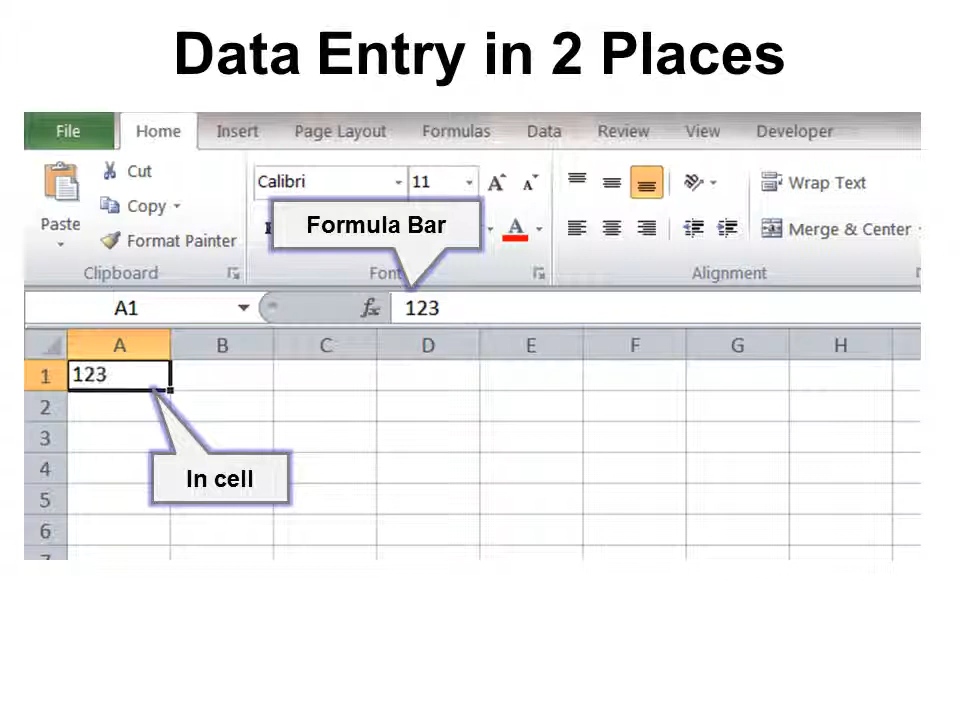 Data Entry in 2 Places
File Home Insert Page Layout Formulas Data Review View Developer
Cut
Calibri 11 A A
Wrap Text
Copy
Paste
Formula Bar
A
Merge & Center
Format Painter
Clipboard Font Alignment
A1 fx 123
A B C D E F G H
1 123
2
3
4
In cell
5
6